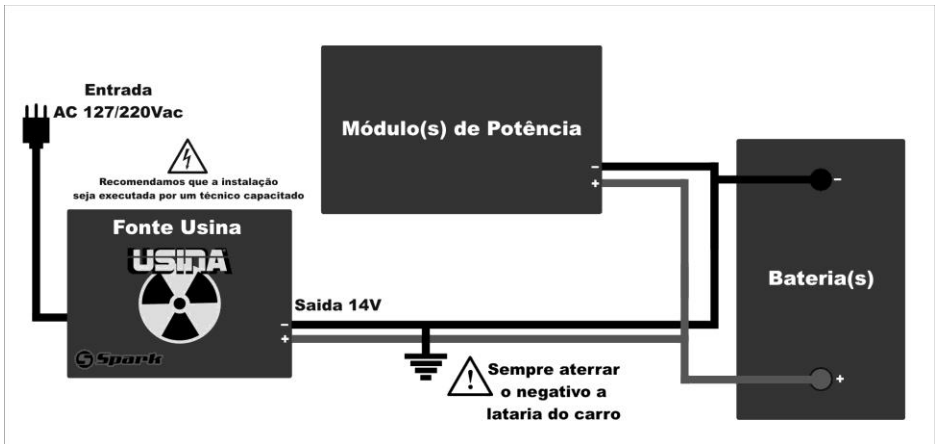 Entrada
AC 127/220Vac
Recomendamos que a instalação
seja executada por um técnico capacitado
Fonte Usina
USINA
Spark
Saida 14V
-
+
Módulo(s) de Potência
-
+
Bateria(s)
-
+
Sempre aterrar
o negativo a
lataria do carro